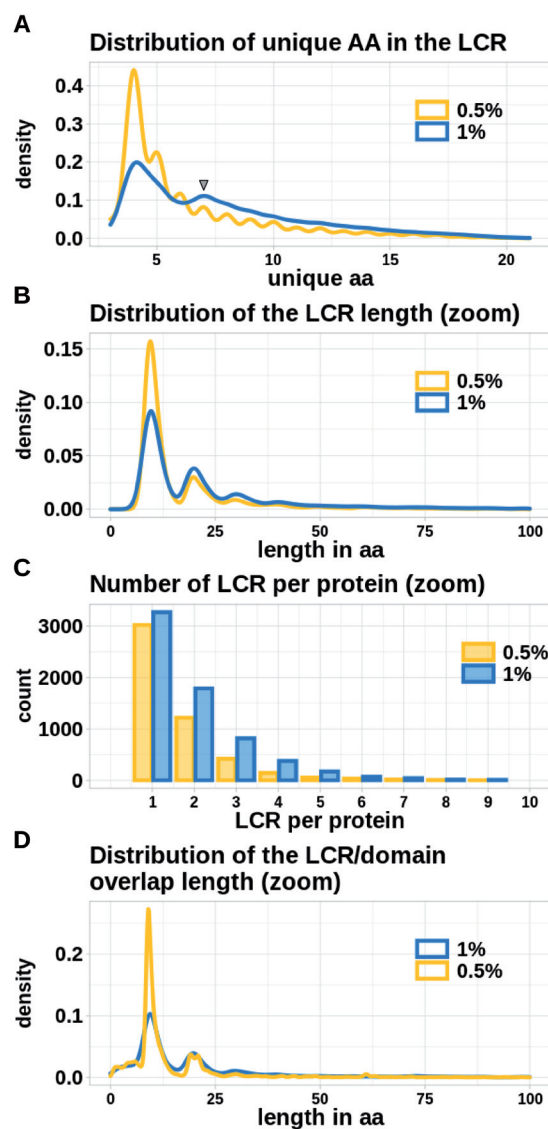 A
Distribution of unique AA in the LCR
density
0.4
0.3
0.2
0.1
0.0
0.5%
1%
5
10
15
20
unique aa
B
Distribution of the LCR length (zoom)
density
0.15
0.10
0.05
0.00
0.5%
1%
0
25
50
75
100
length in aa
C
Number of LCR per protein (zoom)
count
3000
2000
1000
0
0.5%
1%
1
2
3
4
5
6
7
8
9
10
LCR per protein
D
Distribution of the LCR/domain
overlap length (zoom)
density
0.2
0.1
0.0
1%
0.5%
0
25
50
75
100
length in aa